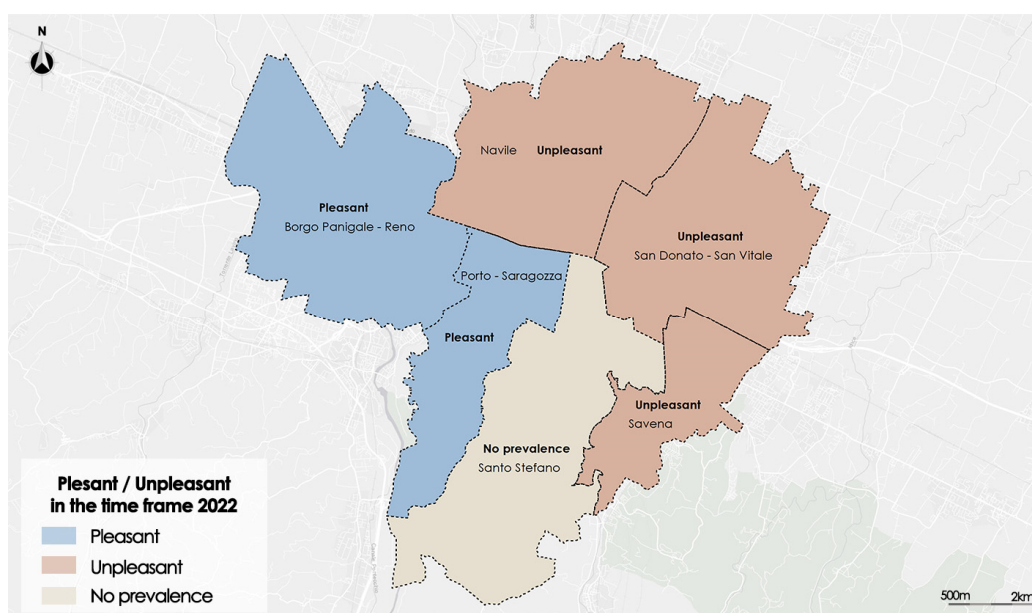 N
Navile Unpleasant
Pleasant
Borgo Panigale - Reno
Unpleasant
San Donato - San Vitale
Porto - Saragozza
Pleasant
Unpleasant
Savena
No prevalence
Santo Stefano
Plesant / Unpleasant
in the time frame 2022
Pleasant
Unpleasant
No prevalence
500m 2km